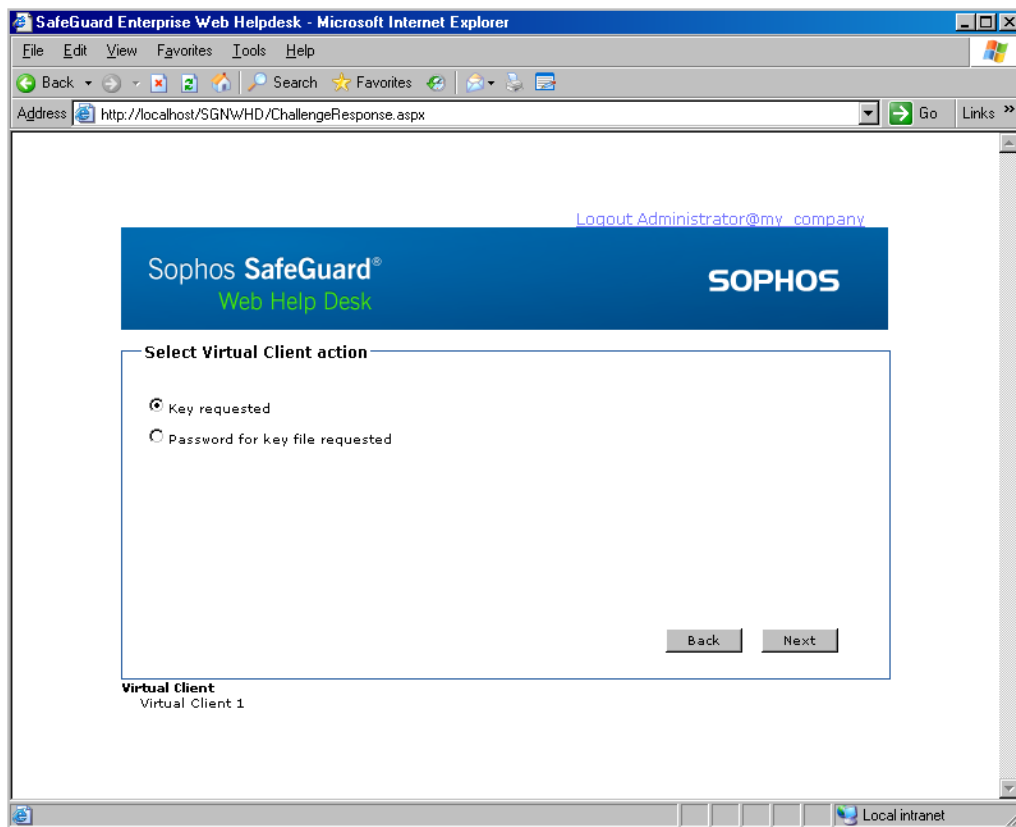 SafeGuard Enterprise Web Helpdesk - Microsoft Internet Explorer
File Edit View Favorites Tools Help
Back Search Favorites
Address http://localhost/SGNWHD/ChallengeResponse.aspx Go Links »
Logout Administrator@my_company
Sophos SafeGuard® SOPHOS
Web Help Desk
Select Virtual Client action
Key requested
Password for key file requested
Back Next
Virtual Client
Virtual Client 1
Local intranet